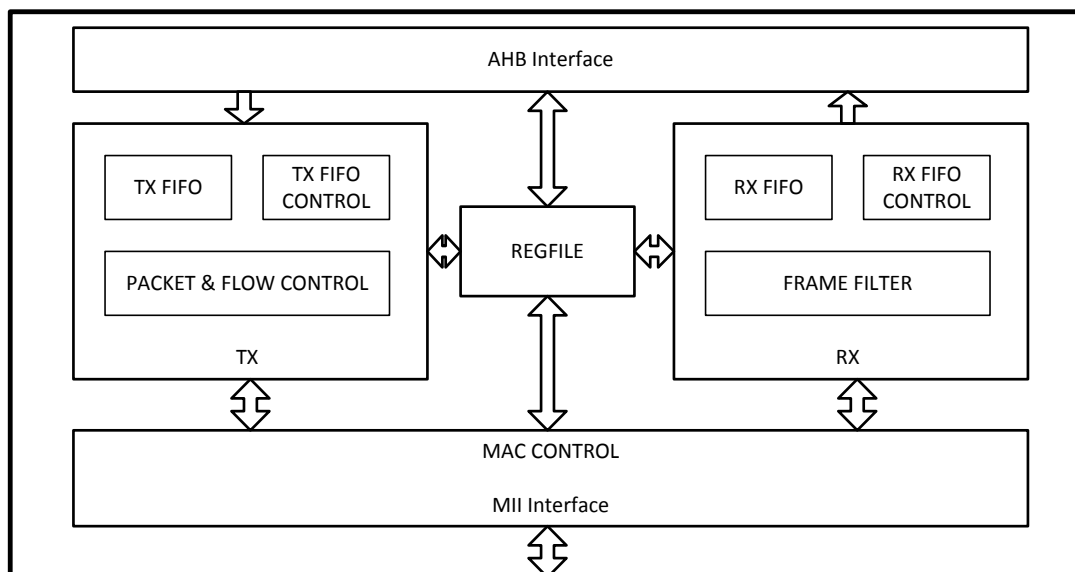 AHB Interface
TX FIFO
TX FIFO
CONTROL
PACKET & FLOW CONTROL
TX
REGFILE
RX FIFO
RX FIFO
CONTROL
FRAME FILTER
RX
MAC CONTROL
MII Interface